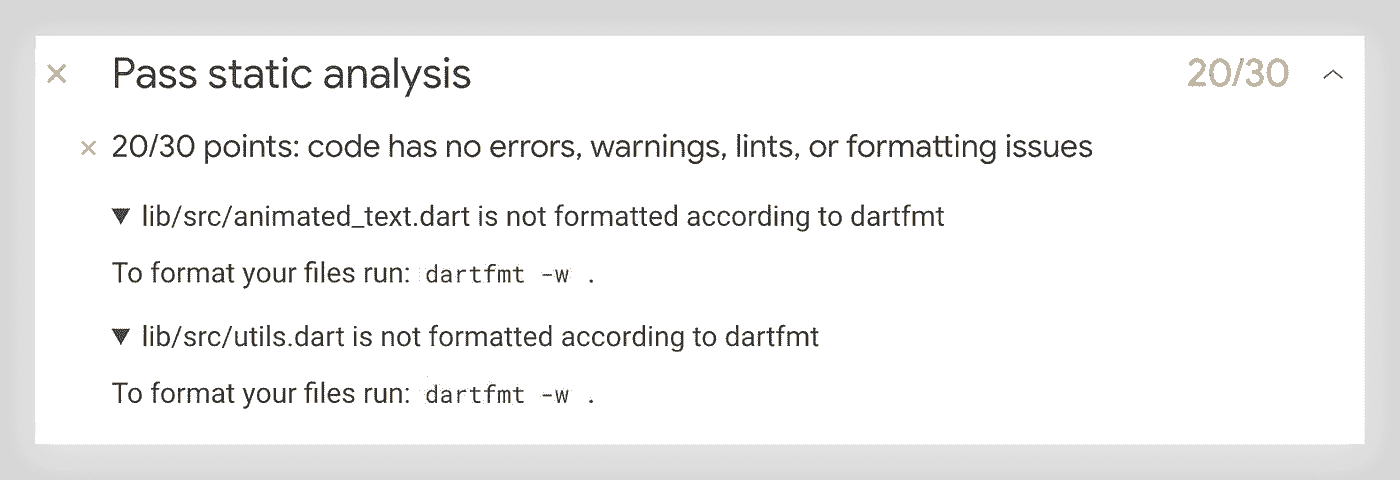 Pass static analysis 20/30
20/30 points: code has no errors, warnings, lints, or formatting issues
lib/src/animated_text.dart is not formatted according to dartfmt
To format your files run: dartfmt -w .
lib/src/utils.dart is not formatted according to dartfmt
To format your files run: dartfmt -w .